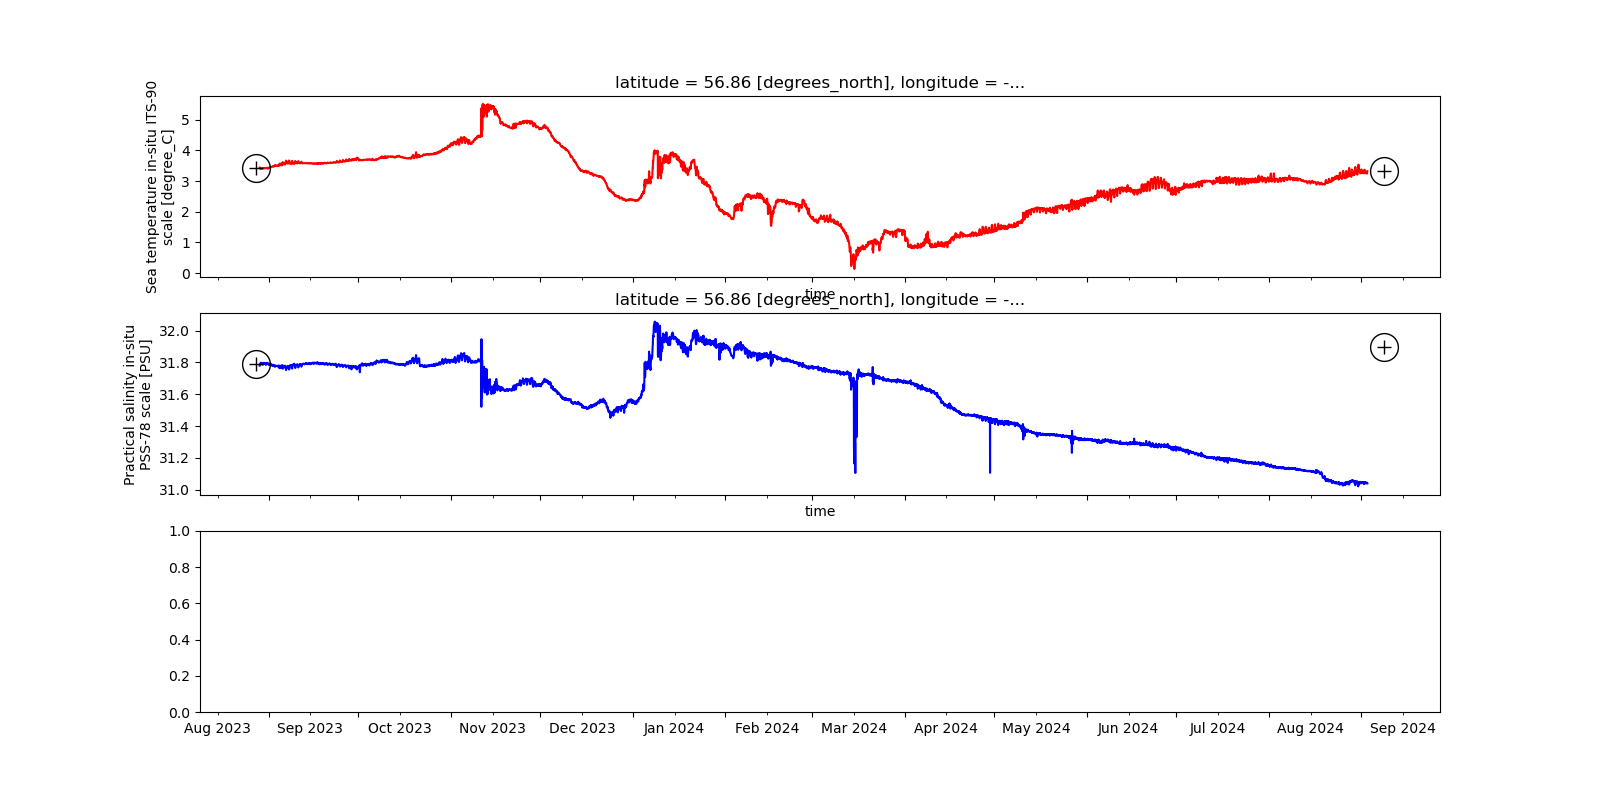 latitude = 56.86 [degrees_north], longitude = -...
Sea temperature in-situ ITS-90
scale [degree_C]
5
4
3
2
1
0
time
latitude = 56.86 [degrees_north], longitude = -...
Practical salinity in-situ
PSS-78 scale [PSU]
32.0
31.8
31.6
31.4
31.2
31.0
time
1.0
0.8
0.6
0.4
0.2
0.0
Aug 2023 Sep 2023 Oct 2023 Nov 2023 Dec 2023 Jan 2024 Feb 2024 Mar 2024 Apr 2024 May 2024 Jun 2024 Jul 2024 Aug 2024 Sep 2024